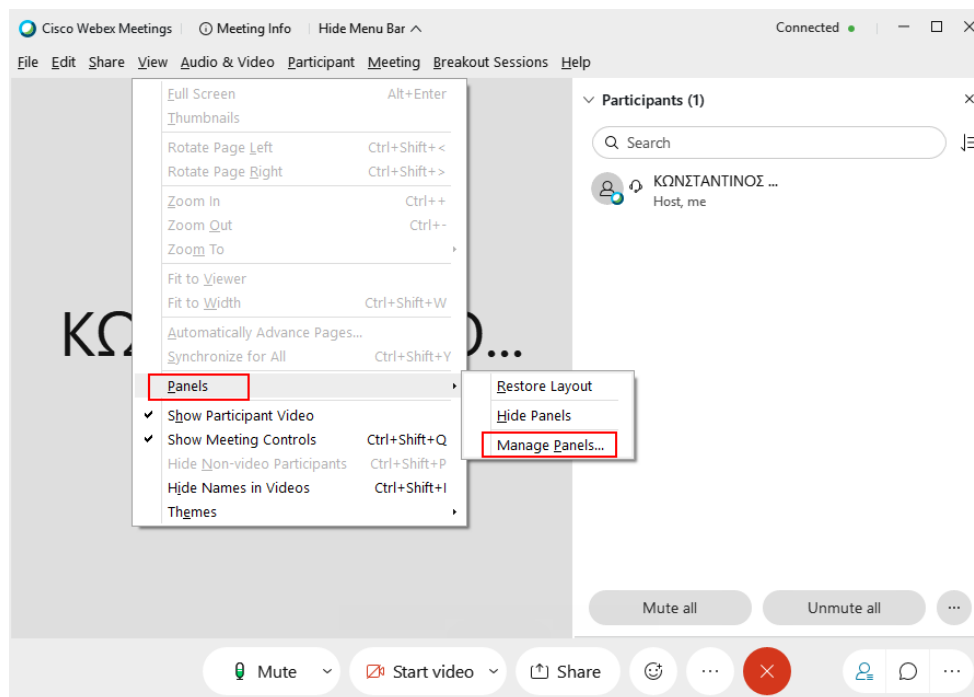 Cisco Webex Meetings Meeting Info Hide Menu Bar Connected
File Edit Share View Audio & Video Participant Meeting Breakout Sessions Help
Full Screen Alt+Enter
Thumbnails
Rotate Page Left Ctrl+Shift+<
Rotate Page Right Ctrl+Shift+>
Zoom In Ctrl++
Zoom Out Ctrl+-
Zoom To
Fit to Viewer
Fit to Width Ctrl+Shift+W
Automatically Advance Pages...
Synchronize for All Ctrl+Shift+Y
Panels
Show Participant Video
Show Meeting Controls Ctrl+Shift+Q
Hide Non-video Participants Ctrl+Shift+P
Hide Names in Videos Ctrl+Shift+I
Themes
Restore Layout
Hide Panels
Manage Panels...
Participants (1)
Search
ΚΩΝΣΤΑΝΤΙΝΟΣ ...
Host, me
Mute all Unmute all ...
Mute Start video Share ... ...